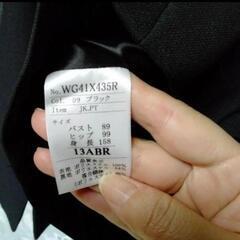 No. WG41X435R
Col. 09 ブラック
Item JK.PT
サイズ
バスト 89
ヒップ 99
身長 158
13ABR